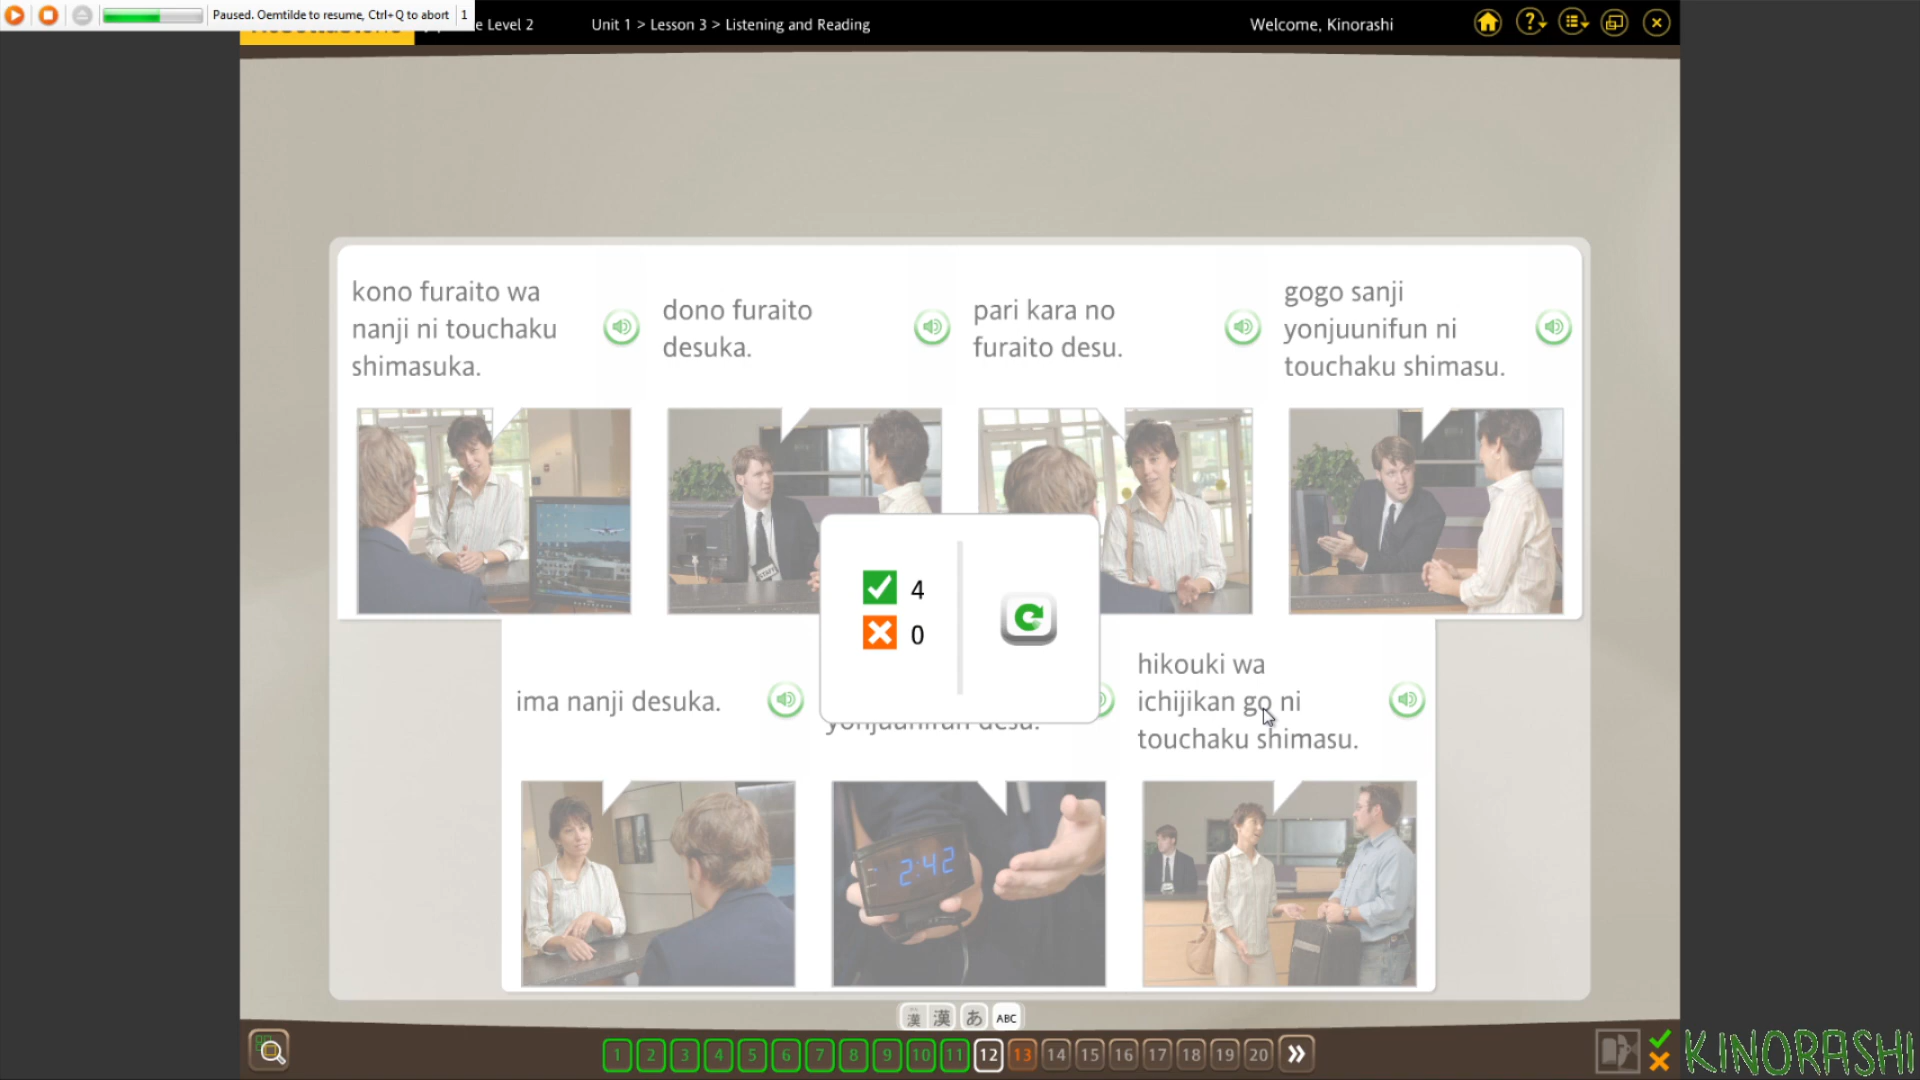 Paused. Oemtilde to resume, Ctrl+Q to abort 1
e Level 2
Unit 1 > Lesson 3 > Listening and Reading
Welcome, Kinorashi
kono furaito wa
nanji ni touchaku
shimasuka.
dono furaito
desuka.
pari kara no
furaito desu.
gogo sanji
yonjuunifun ni
touchaku shimasu.
4
0
ima nanji desuka.
yonjuunifun desu.
hikouki wa
ichijikan go ni
touchaku shimasu.
2:42
漢 漢 あ ABC
1 2 3 4 5 6 7 8 9 10 11 12 13 14 15 16 17 18 19 20
KINORASHI